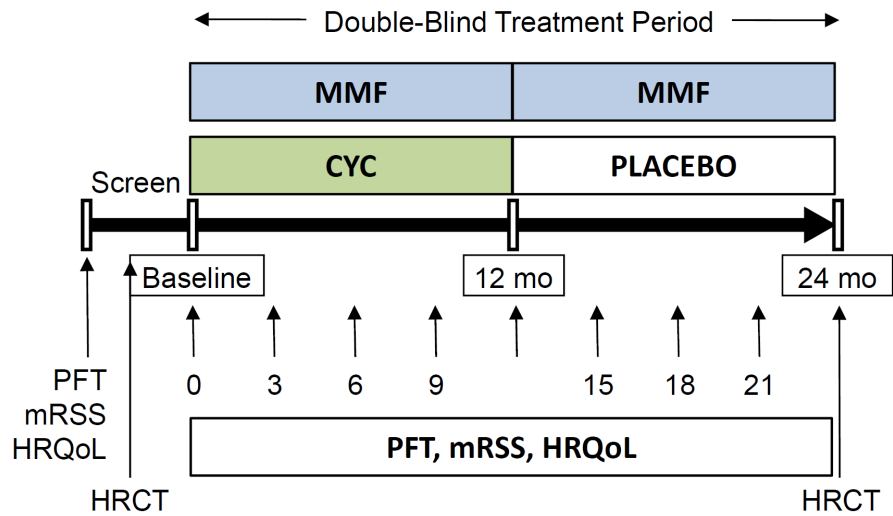 Double-Blind Treatment Period
MMF MMF
CYC PLACEBO
Screen
Baseline 12 mo 24 mo
0 3 6 9 15 18 21
PFT
mRSS
HRQoL
PFT, mRSS, HRQoL
HRCT HRCT